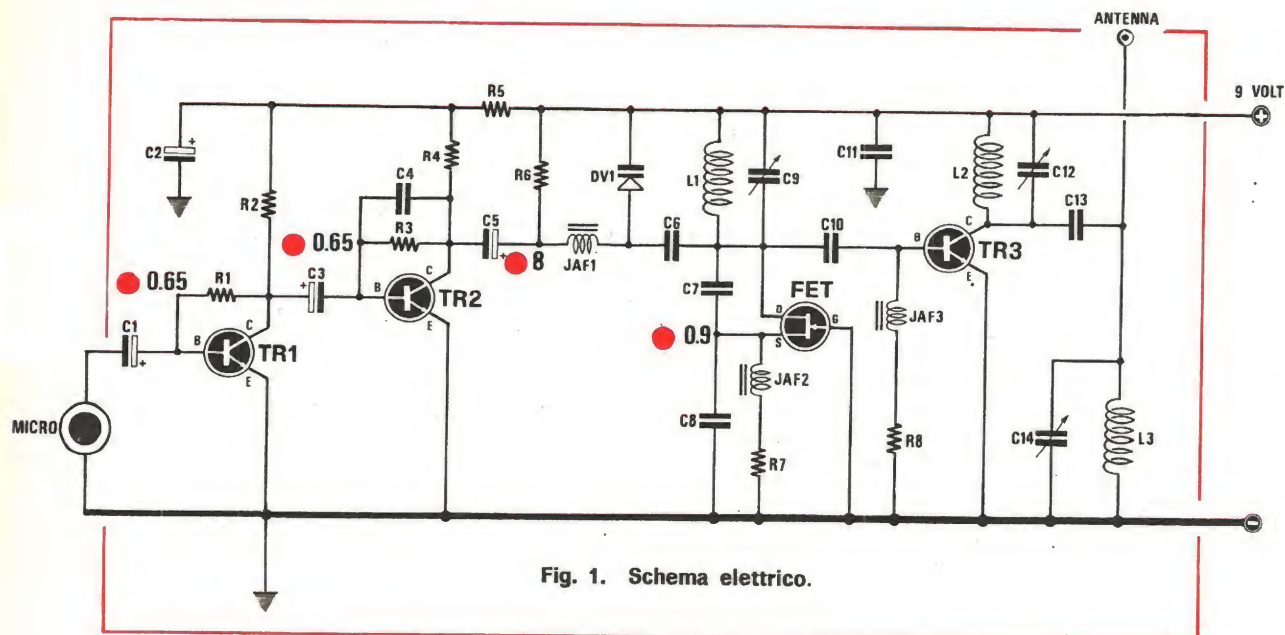 ANTENNA
9 VOLT
+
R5
C2
+
R4
C4
R3
R2
R6
DV1
L1
C9
C11
L2
C12
C13
C5
+
8
JAF1
C6
C10
B
C
E
TR3
0.65
C3
+
0.65
R1
C1
+
B
C
E
TR1
B
C
E
TR2
C7
FET
D
S
G
0.9
JAF2
JAF3
MICRO
C8
R7
R8
C14
L3
-
Fig. 1. Schema elettrico.